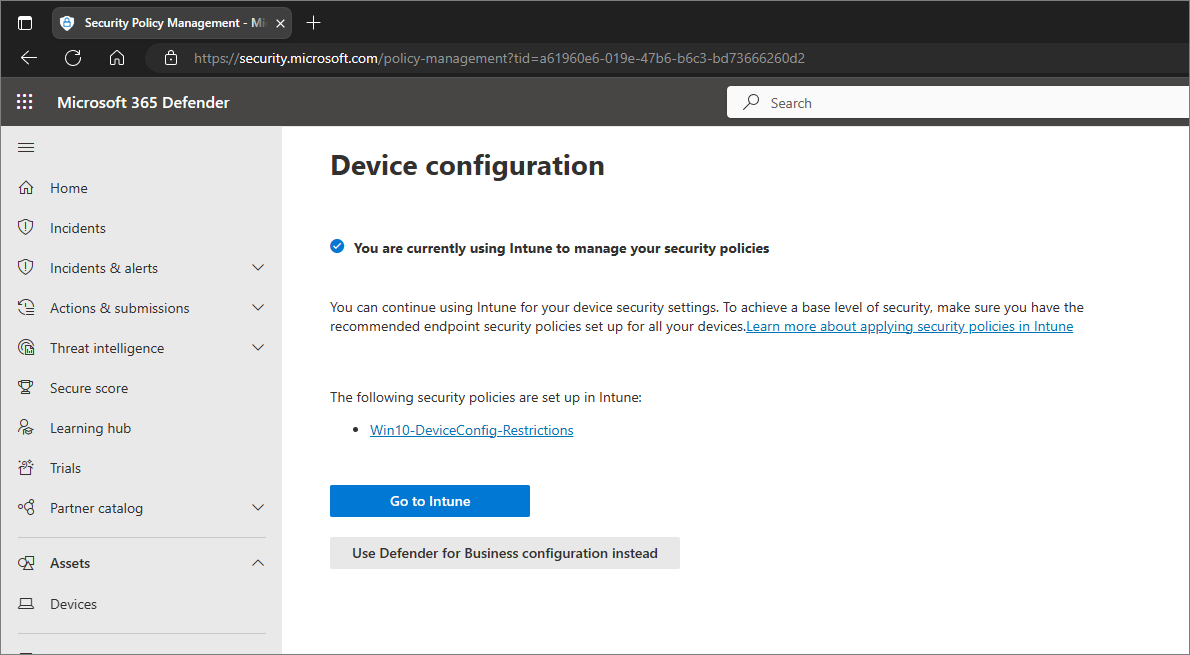 Security Policy Management - Mi
https://security.microsoft.com/policy-management?tid=a61960e6-019e-47b6-b6c3-bd73666260d2
Microsoft 365 Defender
Search
Home
Incidents
Incidents & alerts
Actions & submissions
Threat intelligence
Secure score
Learning hub
Trials
Partner catalog
Assets
Devices
Device configuration
You are currently using Intune to manage your security policies
You can continue using Intune for your device security settings. To achieve a base level of security, make sure you have the
recommended endpoint security policies set up for all your devices.Learn more about applying security policies in Intune
The following security policies are set up in Intune:
• Win10-DeviceConfig-Restrictions
Go to Intune
Use Defender for Business configuration instead